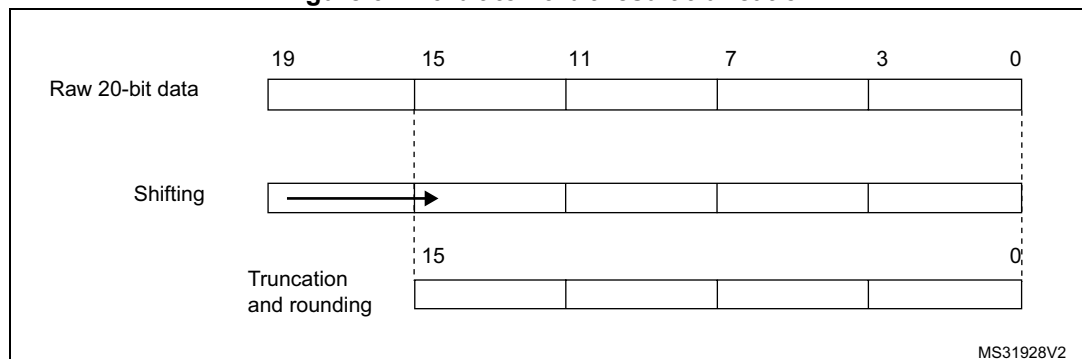 19 15 11 7 3 0
Raw 20-bit data
Shifting
15 0
Truncation
and rounding
MS31928V2